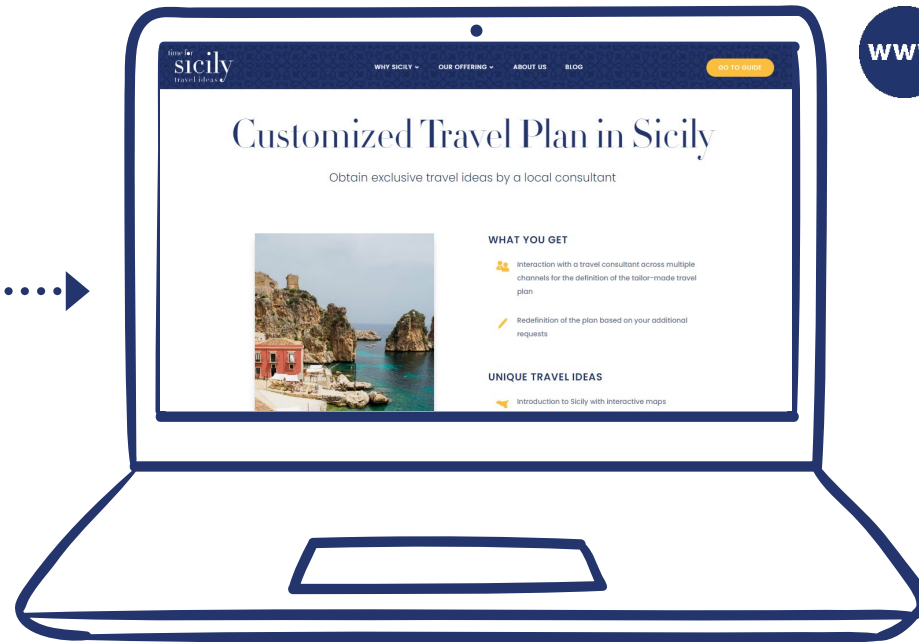 www
time for
sicily
travel ideas
WHY SICILY
OUR OFFERING
ABOUT US
BLOG
GO TO GUIDE
Customized Travel Plan in Sicily
Obtain exclusive travel ideas by a local consultant
WHAT YOU GET
Interaction with a travel consultant across multiple
channels for the definition of the tailor-made travel
plan
Redefinition of the plan based on your additional
requests
UNIQUE TRAVEL IDEAS
Introduction to Sicily with interactive maps